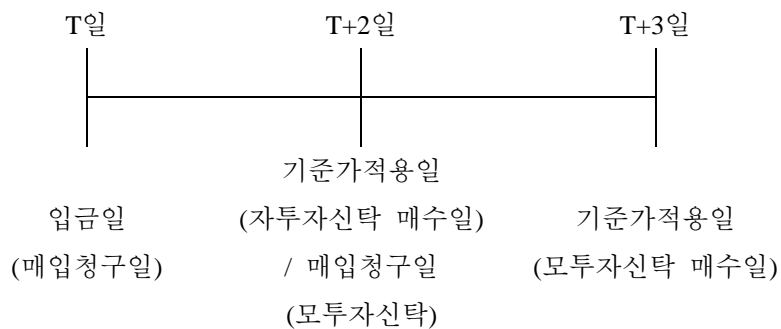 T일 T+2일 T+3일
기준가적용일
입금일 (자투자신탁 매수일) 기준가적용일
(매입청구일) / 매입청구일 (모투자신탁 매수일)
(모투자신탁)